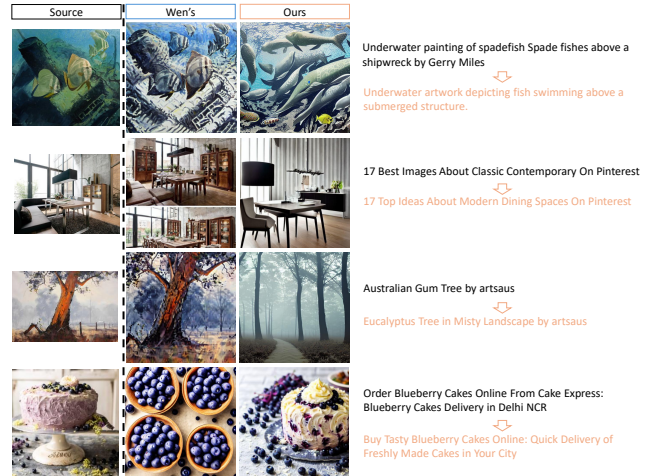 Source
Wen's
Ours
Underwater painting of spadefish Spade fishes above a
shipwreck by Gerry Miles
Underwater artwork depicting fish swimming above a
submerged structure.
17 Best Images About Classic Contemporary On Pinterest
17 Top Ideas About Modern Dining Spaces On Pinterest
Australian Gum Tree by artsaus
Eucalyptus Tree in Misty Landscape by artsaus
Order Blueberry Cakes Online From Cake Express:
Blueberry Cakes Delivery in Delhi NCR
Buy Tasty Blueberry Cakes Online: Quick Delivery of
Freshly Made Cakes in Your City